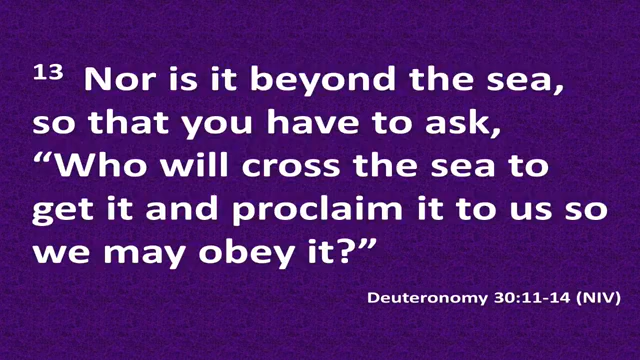 13 Nor is it beyond the sea,
so that you have to ask,
“Who will cross the sea to
get it and proclaim it to us so
we may obey it?”
Deuteronomy 30:11-14 (NIV)